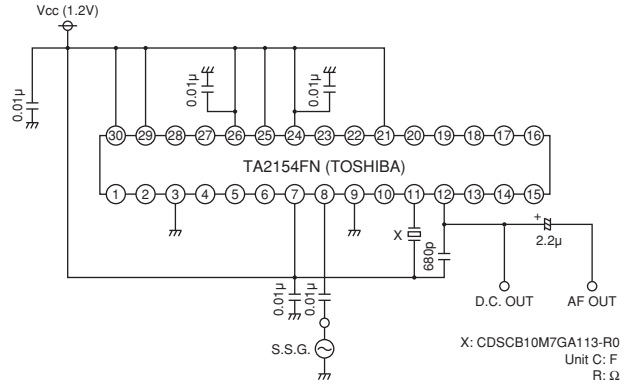 Vcc (1.2V)
0.01µ
0.01µ
0.01µ
30 29 28 27 26 25 24 23 22 21 20 19 18 17 16
TA2154FN (TOSHIBA)
1 2 3 4 5 6 7 8 9 10 11 12 13 14 15
X
680p
+
2.2µ
0.01µ
0.01µ
D.C. OUT
AF OUT
S.S.G.
X: CDSCB10M7GA113-R0
Unit C: F
R: Ω